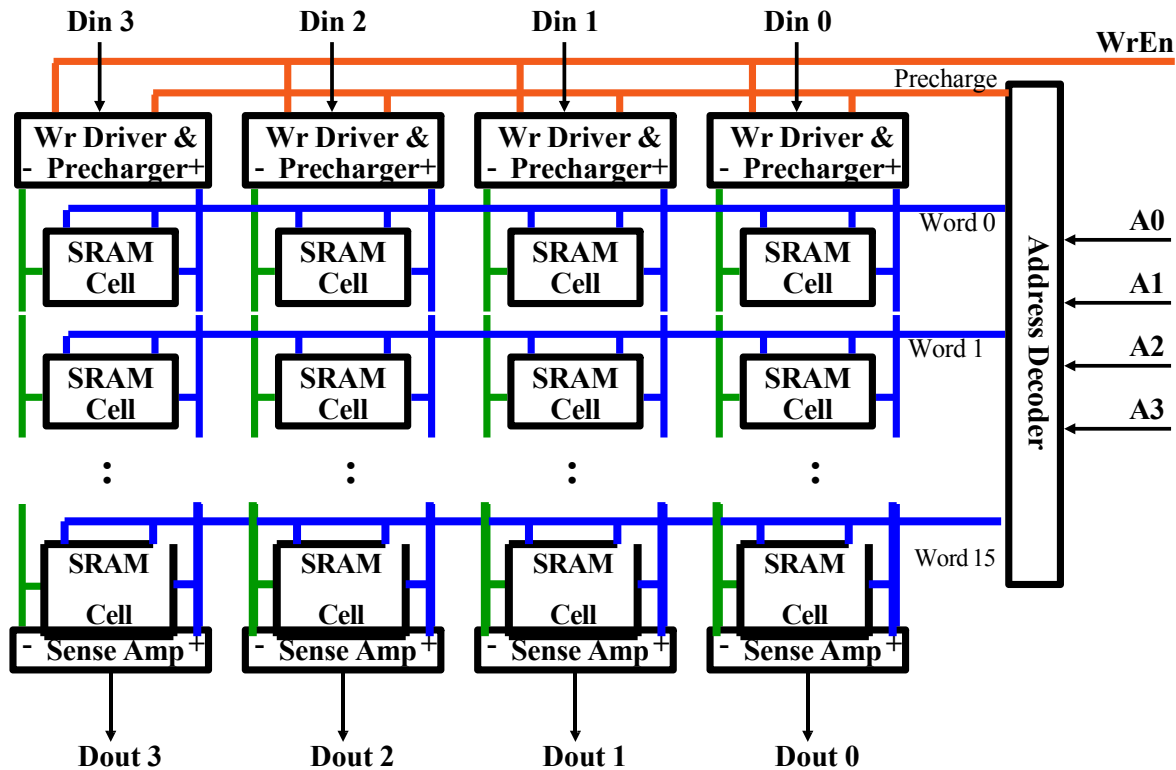 Din 3 Din 2 Din 1 Din 0
WrEn
Precharge
Wr Driver & Wr Driver & Wr Driver & Wr Driver &
- Precharger+ - Precharger+ - Precharger+ - Precharger+
Word 0
SRAM SRAM SRAM SRAM
Cell Cell Cell Cell
Word 1
SRAM SRAM SRAM SRAM
Cell Cell Cell Cell
: : : :
Address Decoder
A0
A1
A2
A3
Word 15
SRAM SRAM SRAM SRAM
Cell Cell Cell Cell
- Sense Amp + - Sense Amp + - Sense Amp + - Sense Amp +
Dout 3 Dout 2 Dout 1 Dout 0